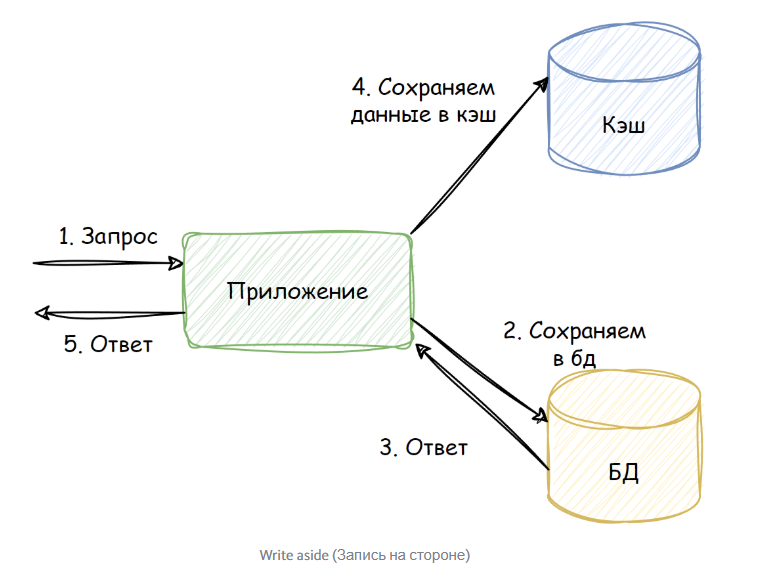 4. Сохраняем
данные в кэш
Кэш
1. Запрос
Приложение
5. Ответ
2. Сохраняем
в бд
3. Ответ
БД
Write aside (Запись на стороне)